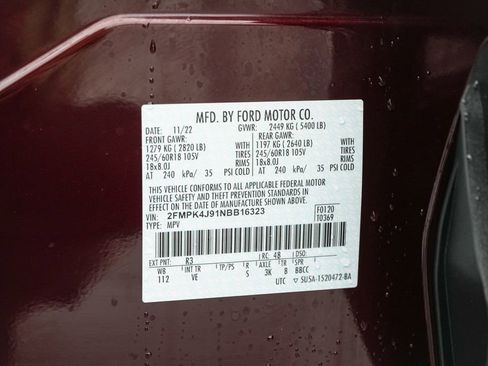 MFD. BY FORD MOTOR CO.
DATE: 11/22 GVWR: 2449 KG ( 5400 LB)
FRONT GAWR: REAR GAWR:
1279 KG ( 2820 LB) WITH 1197 KG ( 2640 LB) WITH
245/60R18 105V TIRES 245/60R18 105V TIRES
18x8.0J RIMS 18x8.0J RIMS
AT 240 kPa/ 35 PSI COLD AT 240 kPa/ 35 PSI COLD
THIS VEHICLE CONFORMS TO ALL APPLICABLE FEDERAL MOTOR
VEHICLE SAFETY AND THEFT PREVENTION STANDARDS IN
EFFECT ON THE DATE OF MANUFACTURE SHOWN ABOVE.
VIN: 2FMPK4J91NBB16323 F0120
TYPE: MPV T0369
EXT PNT: R3 RC: 48 DSO:
WB INT TR TP/PS R AXLE TR SPR
112 VE S 3K B BBCC
UTC ▽ SU5A-1520472-BA